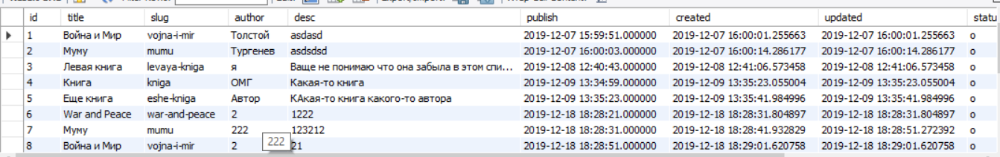 id title slug author desc publish created updated statu
1 Война и Мир vojna-i-mir Толстой asdasd 2019-12-07 15:59:51.000000 2019-12-07 16:00:01.255663 2019-12-07 16:00:01.255663 o
2 Муму mumu Тургенев asdsdsd 2019-12-07 16:00:03.000000 2019-12-07 16:00:14.286177 2019-12-07 16:00:14.286177 o
3 Левая книга levaya-kniga я Ваще не понимаю что она забыла в этом спи... 2019-12-08 12:40:43.000000 2019-12-08 12:41:06.573458 2019-12-08 12:41:06.573458 o
4 Книга kniga ОМГ Какая-то книга 2019-12-09 13:34:59.000000 2019-12-09 13:35:23.055004 2019-12-09 13:35:23.055004 o
5 Еще книга eshe-kniga Автор КАкая-то книга какого-то автора 2019-12-09 13:35:23.000000 2019-12-09 13:35:41.984996 2019-12-09 13:35:41.984996 o
6 War and Peace war-and-peace 2 1222 2019-12-18 18:28:21.000000 2019-12-18 18:28:31.804897 2019-12-18 18:28:31.804897 o
7 Муму mumu 222 123212 2019-12-18 18:28:31.000000 2019-12-18 18:28:41.932829 2019-12-18 18:28:51.272392 o
222
8 Война и Мир vojna-i-mir 2 21 2019-12-18 18:28:51.000000 2019-12-18 18:29:01.620758 2019-12-18 18:29:01.620758 o